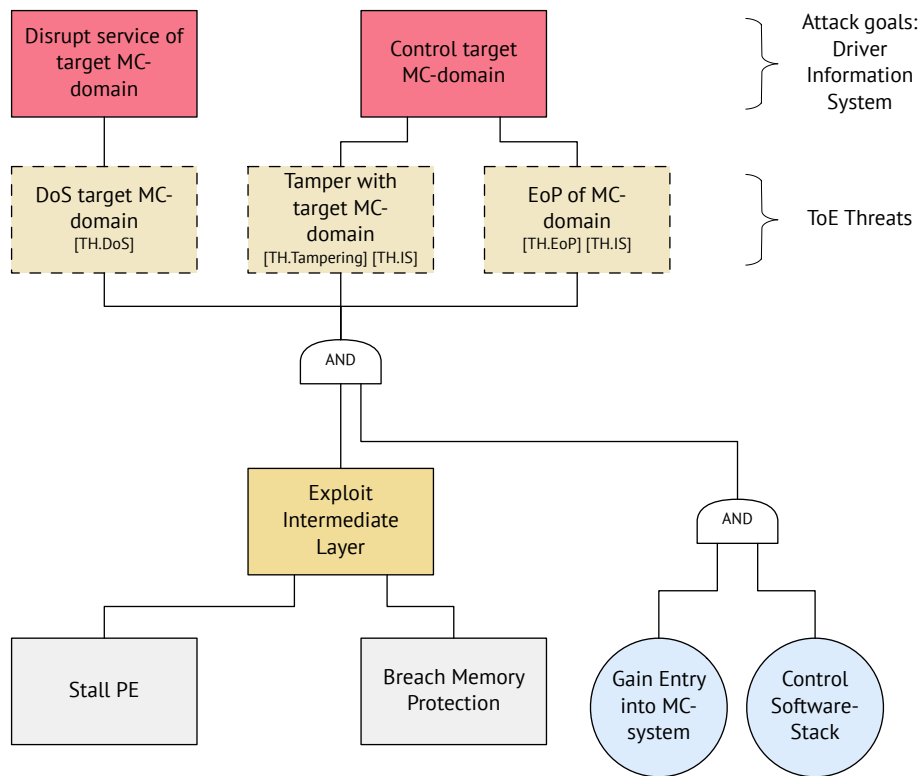 Disrupt service of
target MC-
domain
Control target
MC-domain
Attack goals:
Driver
Information
System
DoS target MC-
domain
[TH.DoS]
Tamper with
target MC-
domain
[TH.Tampering] [TH.IS]
EoP of MC-
domain
[TH.EoP] [TH.IS]
ToE Threats
AND
Exploit
Intermediate
Layer
AND
Stall PE
Breach Memory
Protection
Gain Entry
into MC-
system
Control
Software-
Stack